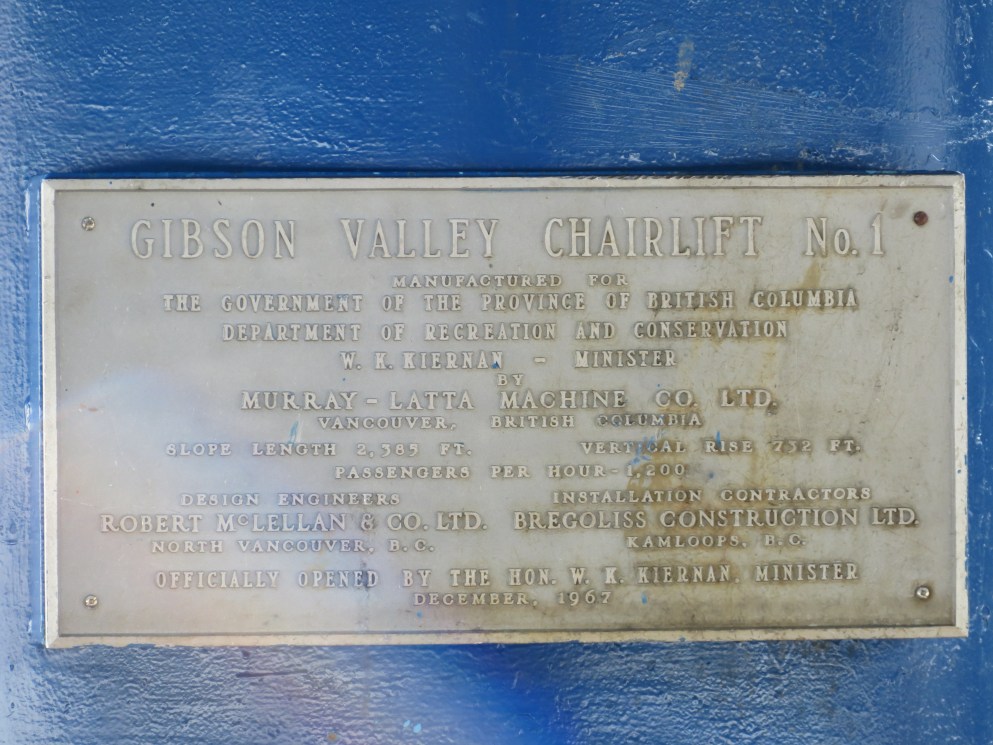 GIBSON VALLEY CHAIRLIFT No. 1
MANUFACTURED FOR
THE GOVERNMENT OF THE PROVINCE OF BRITISH COLUMBIA
DEPARTMENT OF RECREATION AND CONSERVATION
W. K. KIERNAN - MINISTER
BY
MURRAY - LATTA MACHINE CO. LTD.
VANCOUVER, BRITISH COLUMBIA
SLOPE LENGTH FT. VERTICAL RISE 732 FT.
PASSENGERS PER HOUR - 1,200
DESIGN ENGINEERS INSTALLATION CONTRACTORS
ROBERT McLELLAN & CO. LTD. BREGOLISS CONSTRUCTION LTD.
NORTH VANCOUVER, B.C. KAMLOOPS, B.C.
OFFICIALLY OPENED BY THE HON. W. K. KIERNAN, MINISTER
DECEMBER, 1967